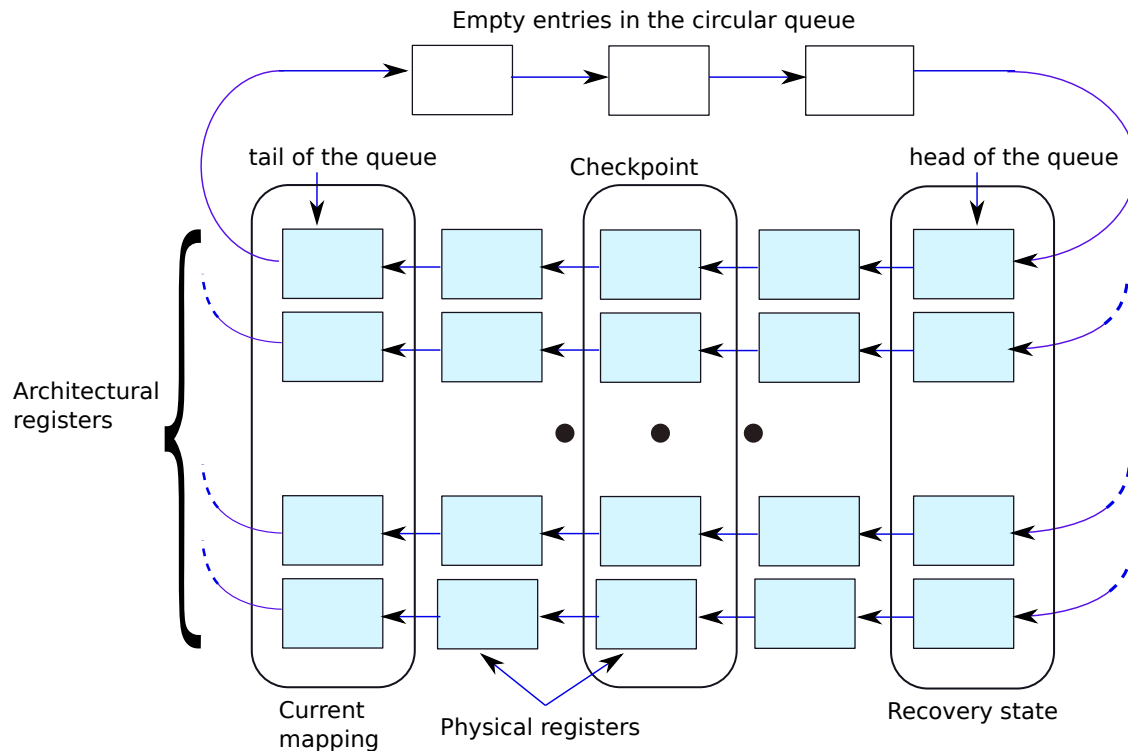 Empty entries in the circular queue
tail of the queue
Checkpoint
head of the queue
Architectural
registers
Current
mapping
Physical registers
Recovery state